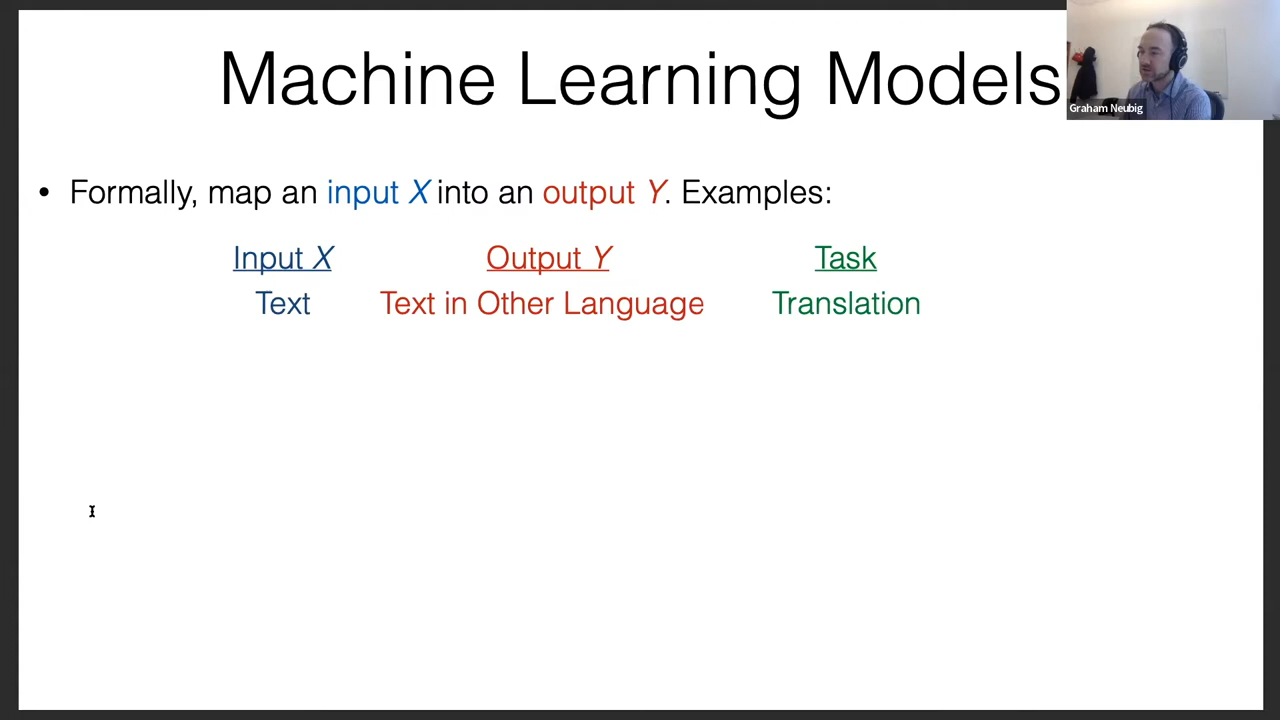 Machine Learning Models
Graham Neubig
• Formally, map an input X into an output Y. Examples:
Input X Output Y Task
Text Text in Other Language Translation